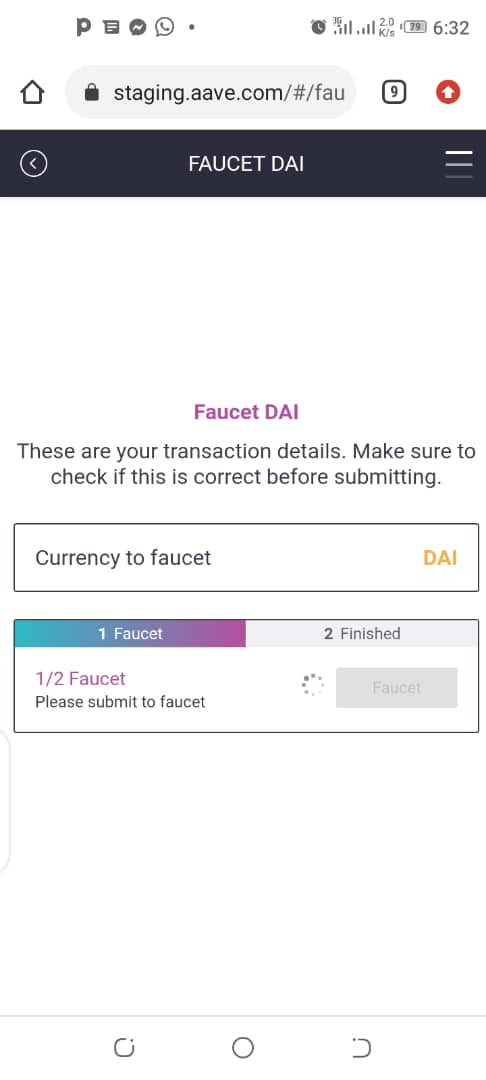 3G
2.0
K/s
79
6:32
staging.aave.com/#/fau
9
FAUCET DAI
Faucet DAI
These are your transaction details. Make sure to
check if this is correct before submitting.
Currency to faucet DAI
1 Faucet 2 Finished
1/2 Faucet
Please submit to faucet
Faucet